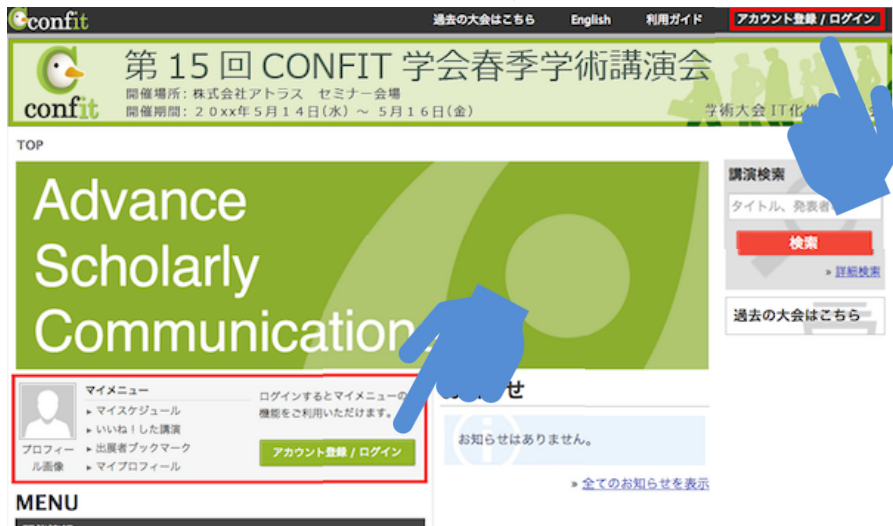 confit
過去の大会はこちら English 利用ガイド アカウント登録 / ログイン
confit
第 15 回 CONFIT 学会春季学術講演会
開催場所: 株式会社アトラス セミナー会場
開催期間: 20xx年5月14日(水) ～ 5月16日(金)
学術大会 IT化
TOP
Advance
Scholarly
Communication
講演検索
タイトル、発表者
検索
» 詳細検索
過去の大会はこちら
プロフィー
ル画像
マイメニュー
▸ マイスケジュール
▸ いいね！した講演
▸ 出展者ブックマーク
▸ マイプロフィール
ログインするとマイメニューの
機能をご利用いただけます。
アカウント登録 / ログイン
せ
お知らせはありません。
» 全てのお知らせを表示
MENU